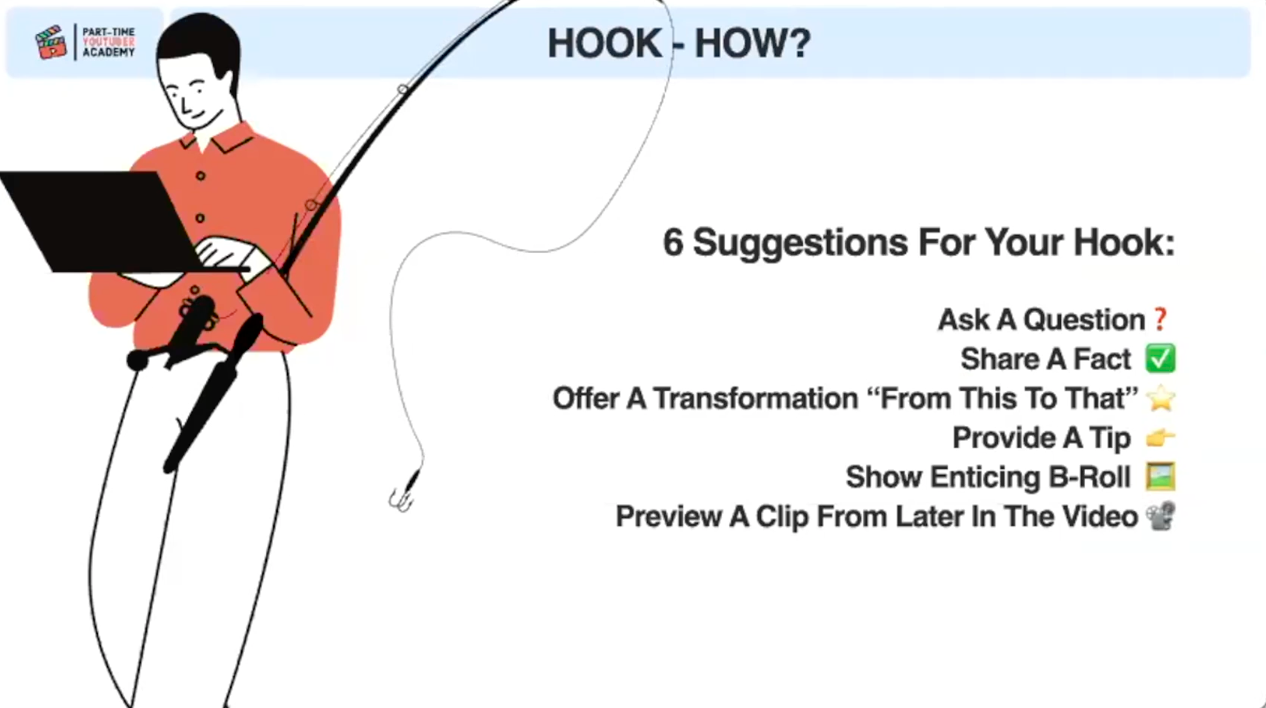 PART-TIME
YOUTUBER
ACADEMY
HOOK - HOW?
6 Suggestions For Your Hook:
Ask A Question ❓
Share A Fact ✅
Offer A Transformation “From This To That” ⭐
Provide A Tip 👉
Show Enticing B-Roll 🖼️
Preview A Clip From Later In The Video 📽️